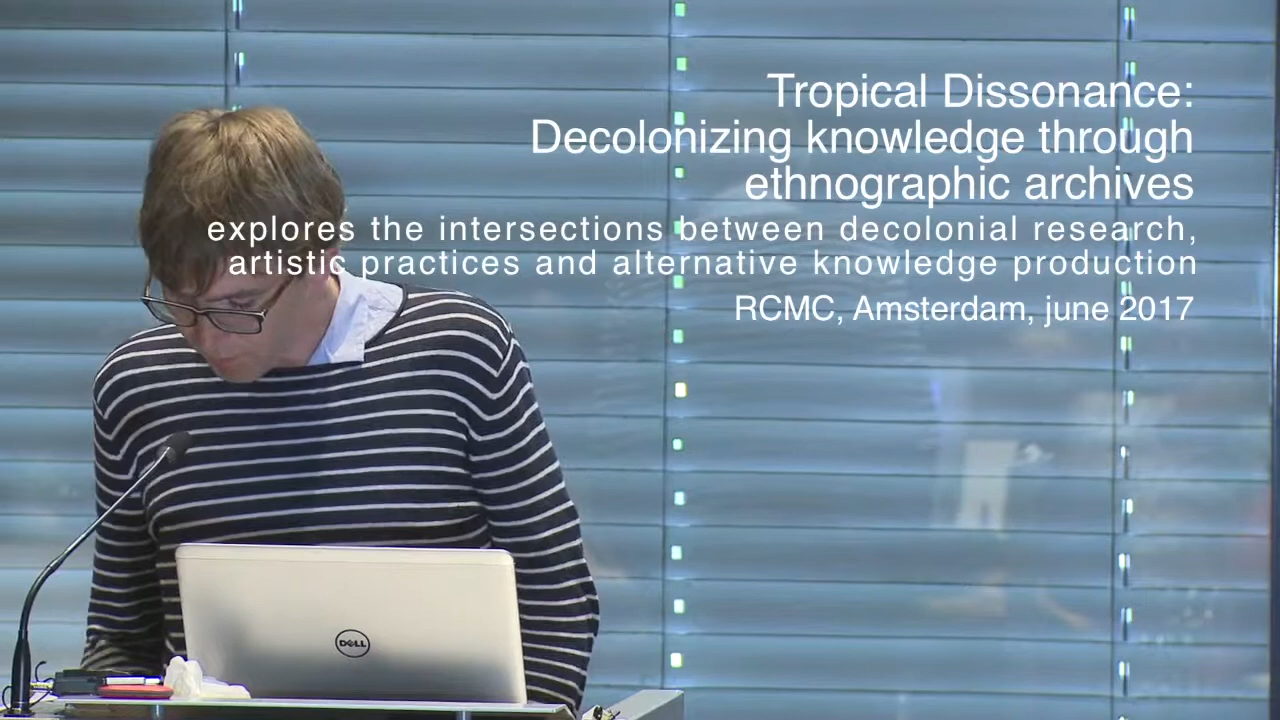 Tropical Dissonance:
Decolonizing knowledge through
ethnographic archives
explores the intersections between decolonial research,
artistic practices and alternative knowledge production
RCMC, Amsterdam, june 2017
DELL